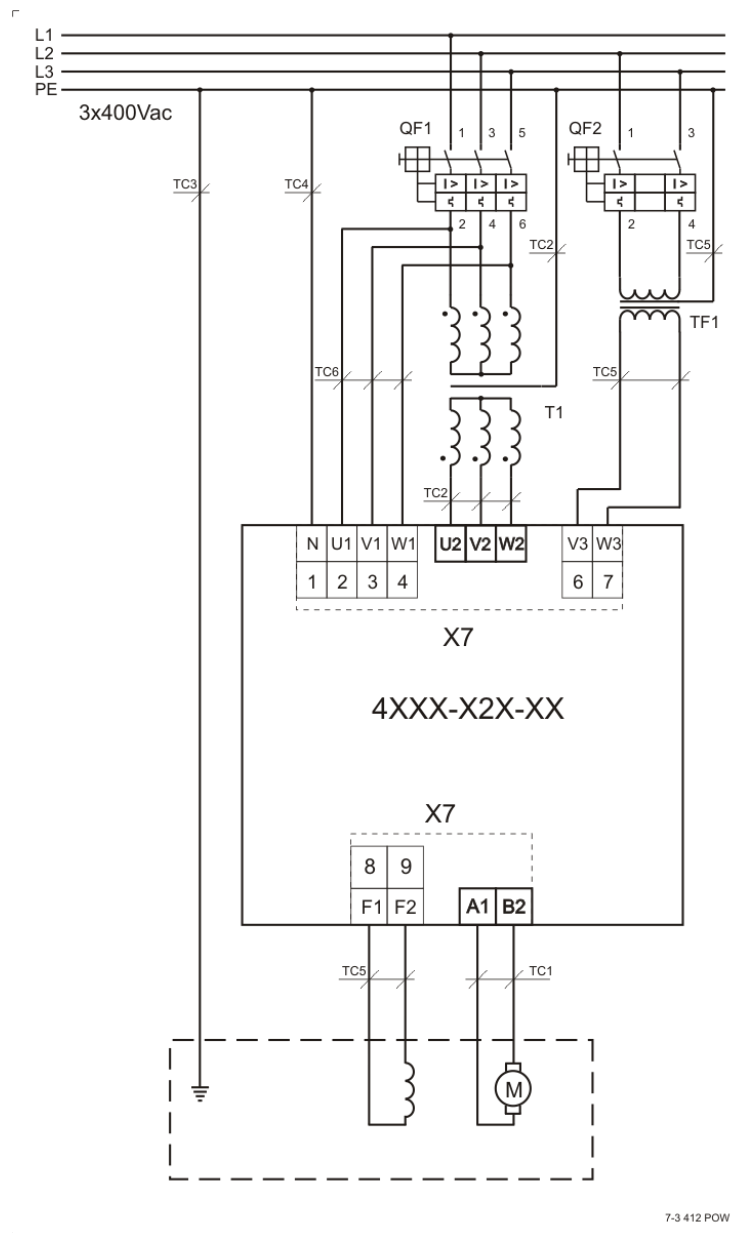 L1
L2
L3
PE
3x400Vac
QF1
1
3
5
QF2
1
3
TC3
TC4
I > I > I >
I > I >
2
4
6
2
4
TC2
TC5
TF1
TC6
TC5
T1
TC2
N U1 V1 W1
U2 V2 W2
V3 W3
1 2 3 4
6 7
X7
4XXX-X2X-XX
X7
8 9
F1 F2
A1 B2
TC5
TC1
M
7-3 412 POW